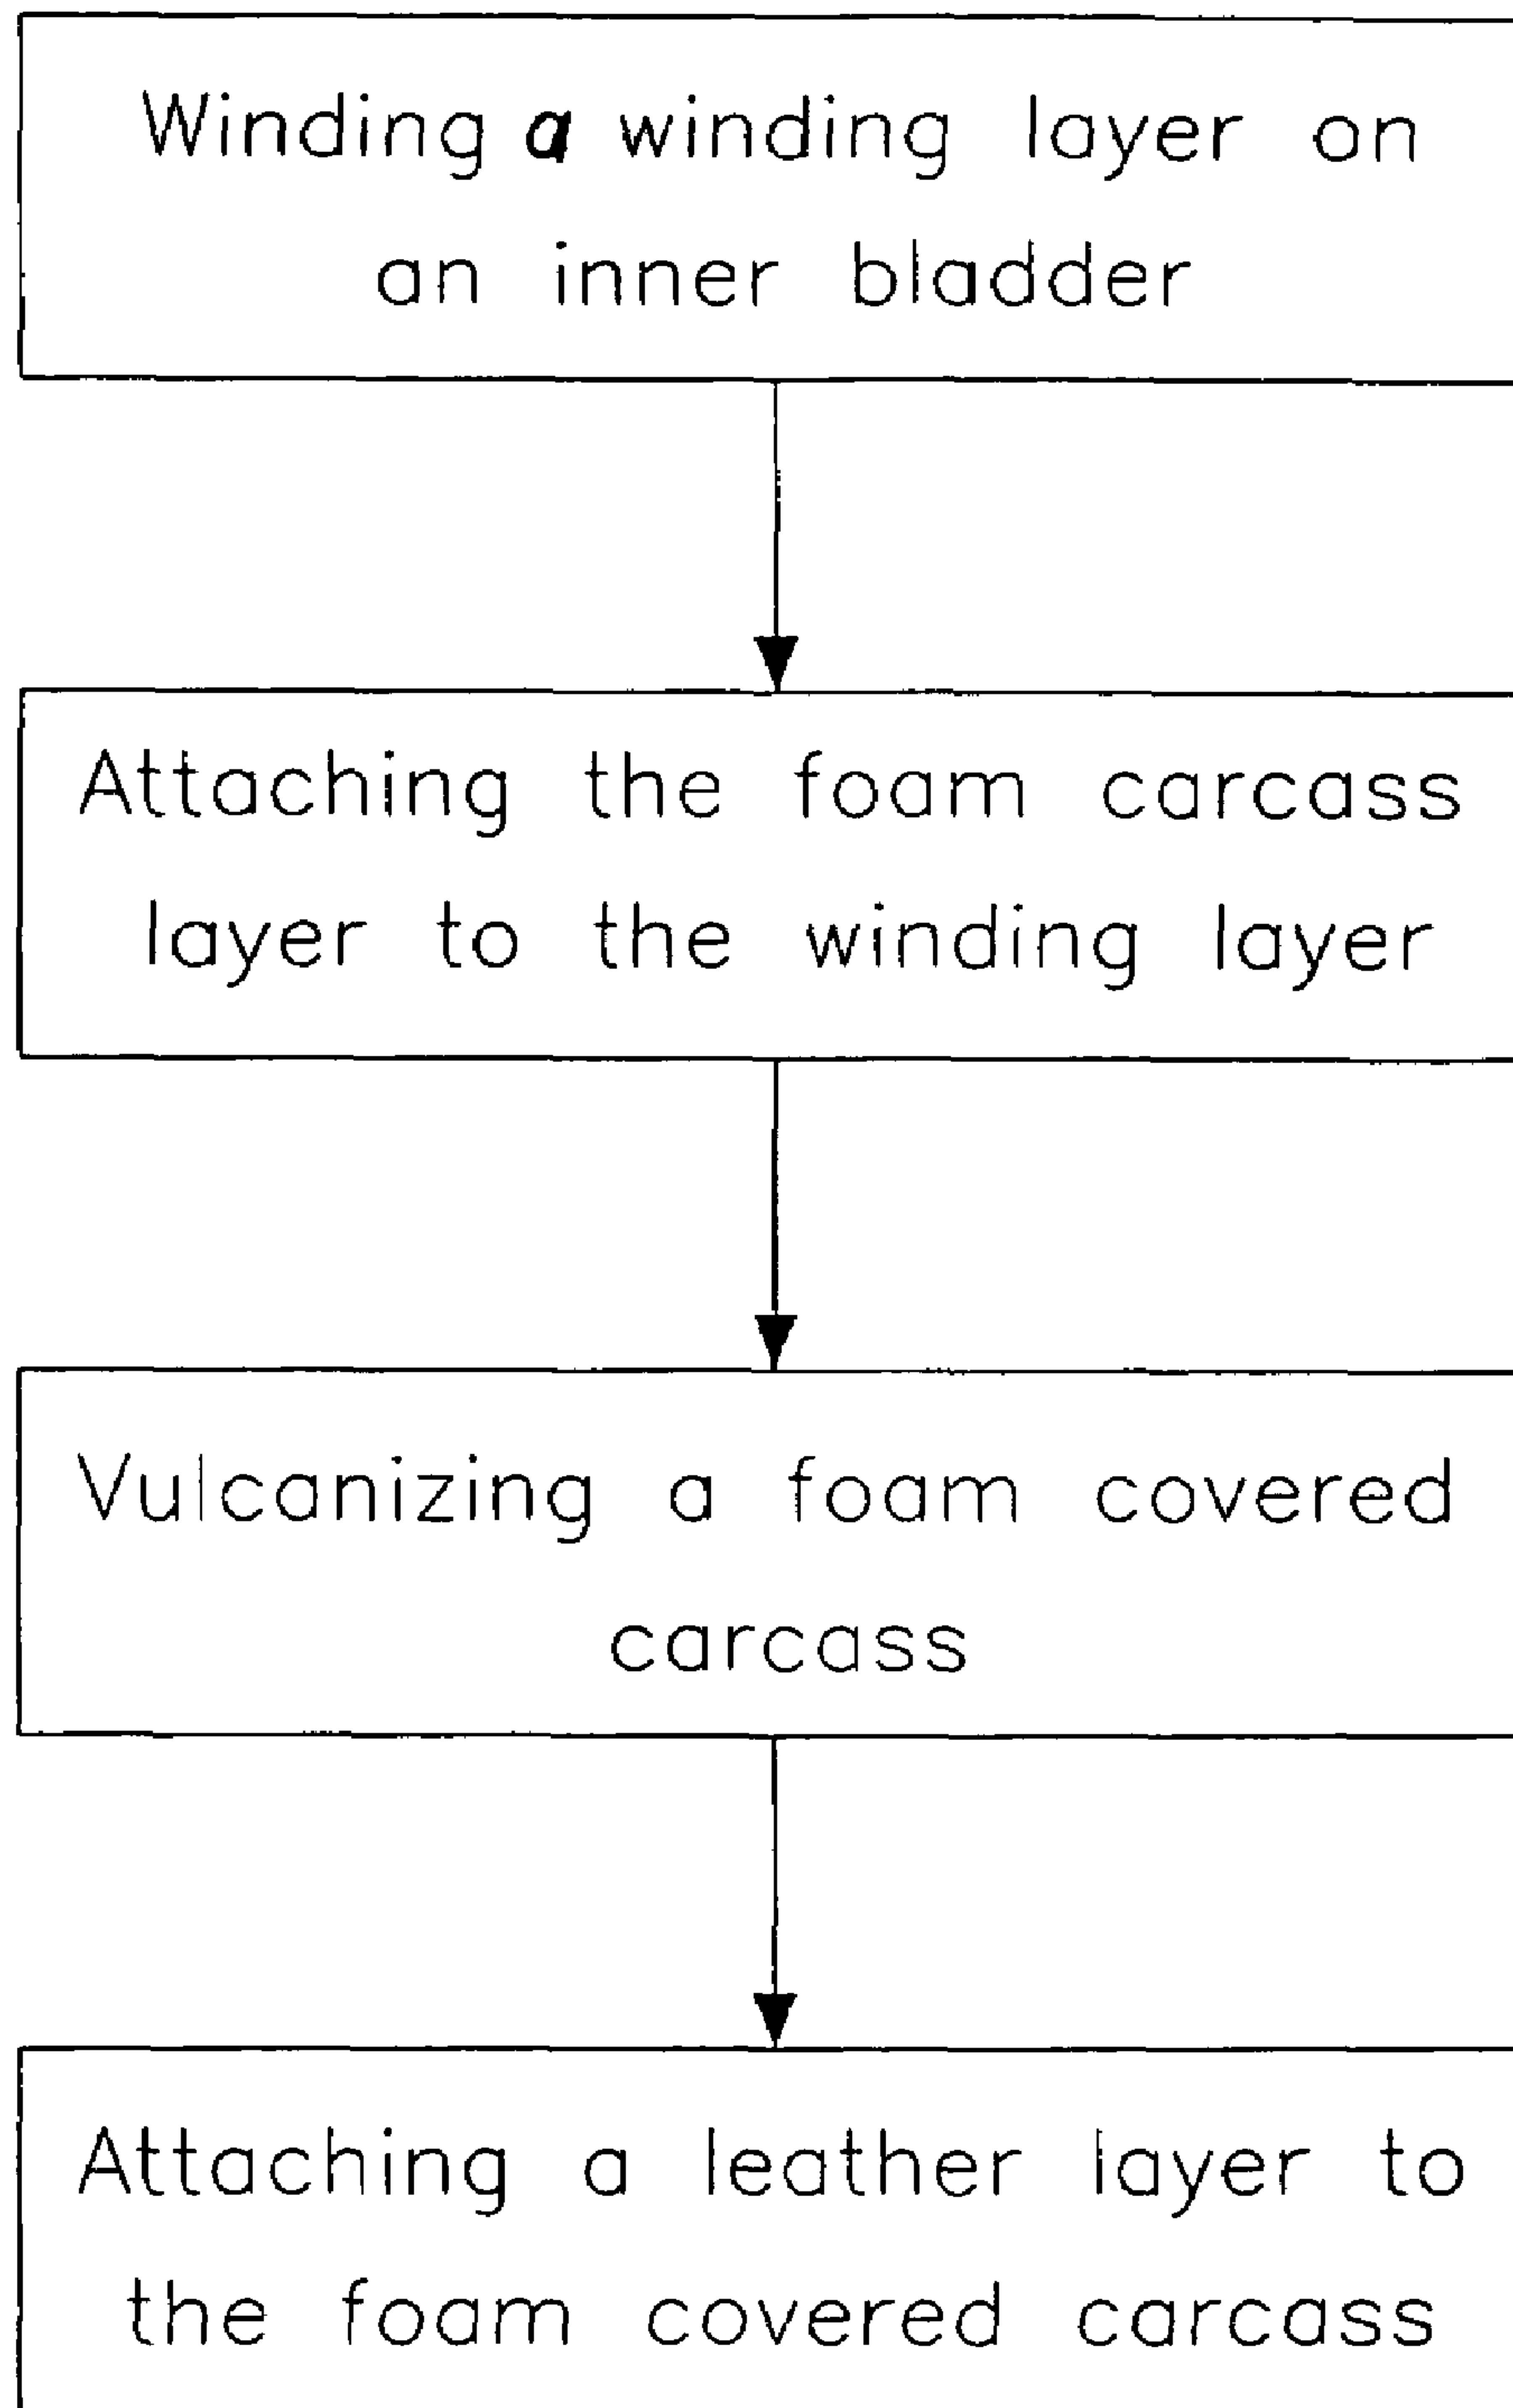 Winding a winding layer on
an inner bladder
Attaching the foam carcass
layer to the winding layer
Vulcanizing a foam covered
carcass
Attaching a leather layer to
the foam covered carcass